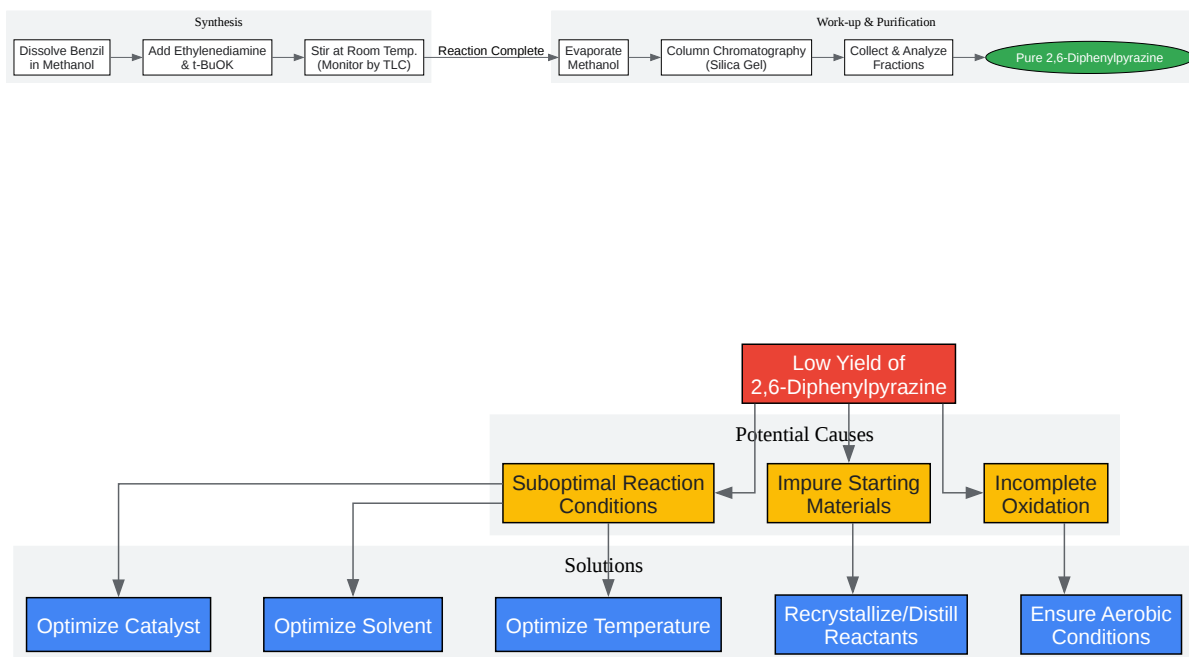 Synthesis
Work-up & Purification
Dissolve Benzil
in Methanol
Add Ethylenediamine
& t-BuOK
Stir at Room Temp.
(Monitor by TLC)
Reaction Complete
Evaporate
Methanol
Column Chromatography
(Silica Gel)
Collect & Analyze
Fractions
Pure 2,6-Diphenylpyrazine
Low Yield of
2,6-Diphenylpyrazine
Potential Causes
Suboptimal Reaction
Conditions
Impure Starting
Materials
Incomplete
Oxidation
Solutions
Optimize Catalyst
Optimize Solvent
Optimize Temperature
Recrystallize/Distill
Reactants
Ensure Aerobic
Conditions